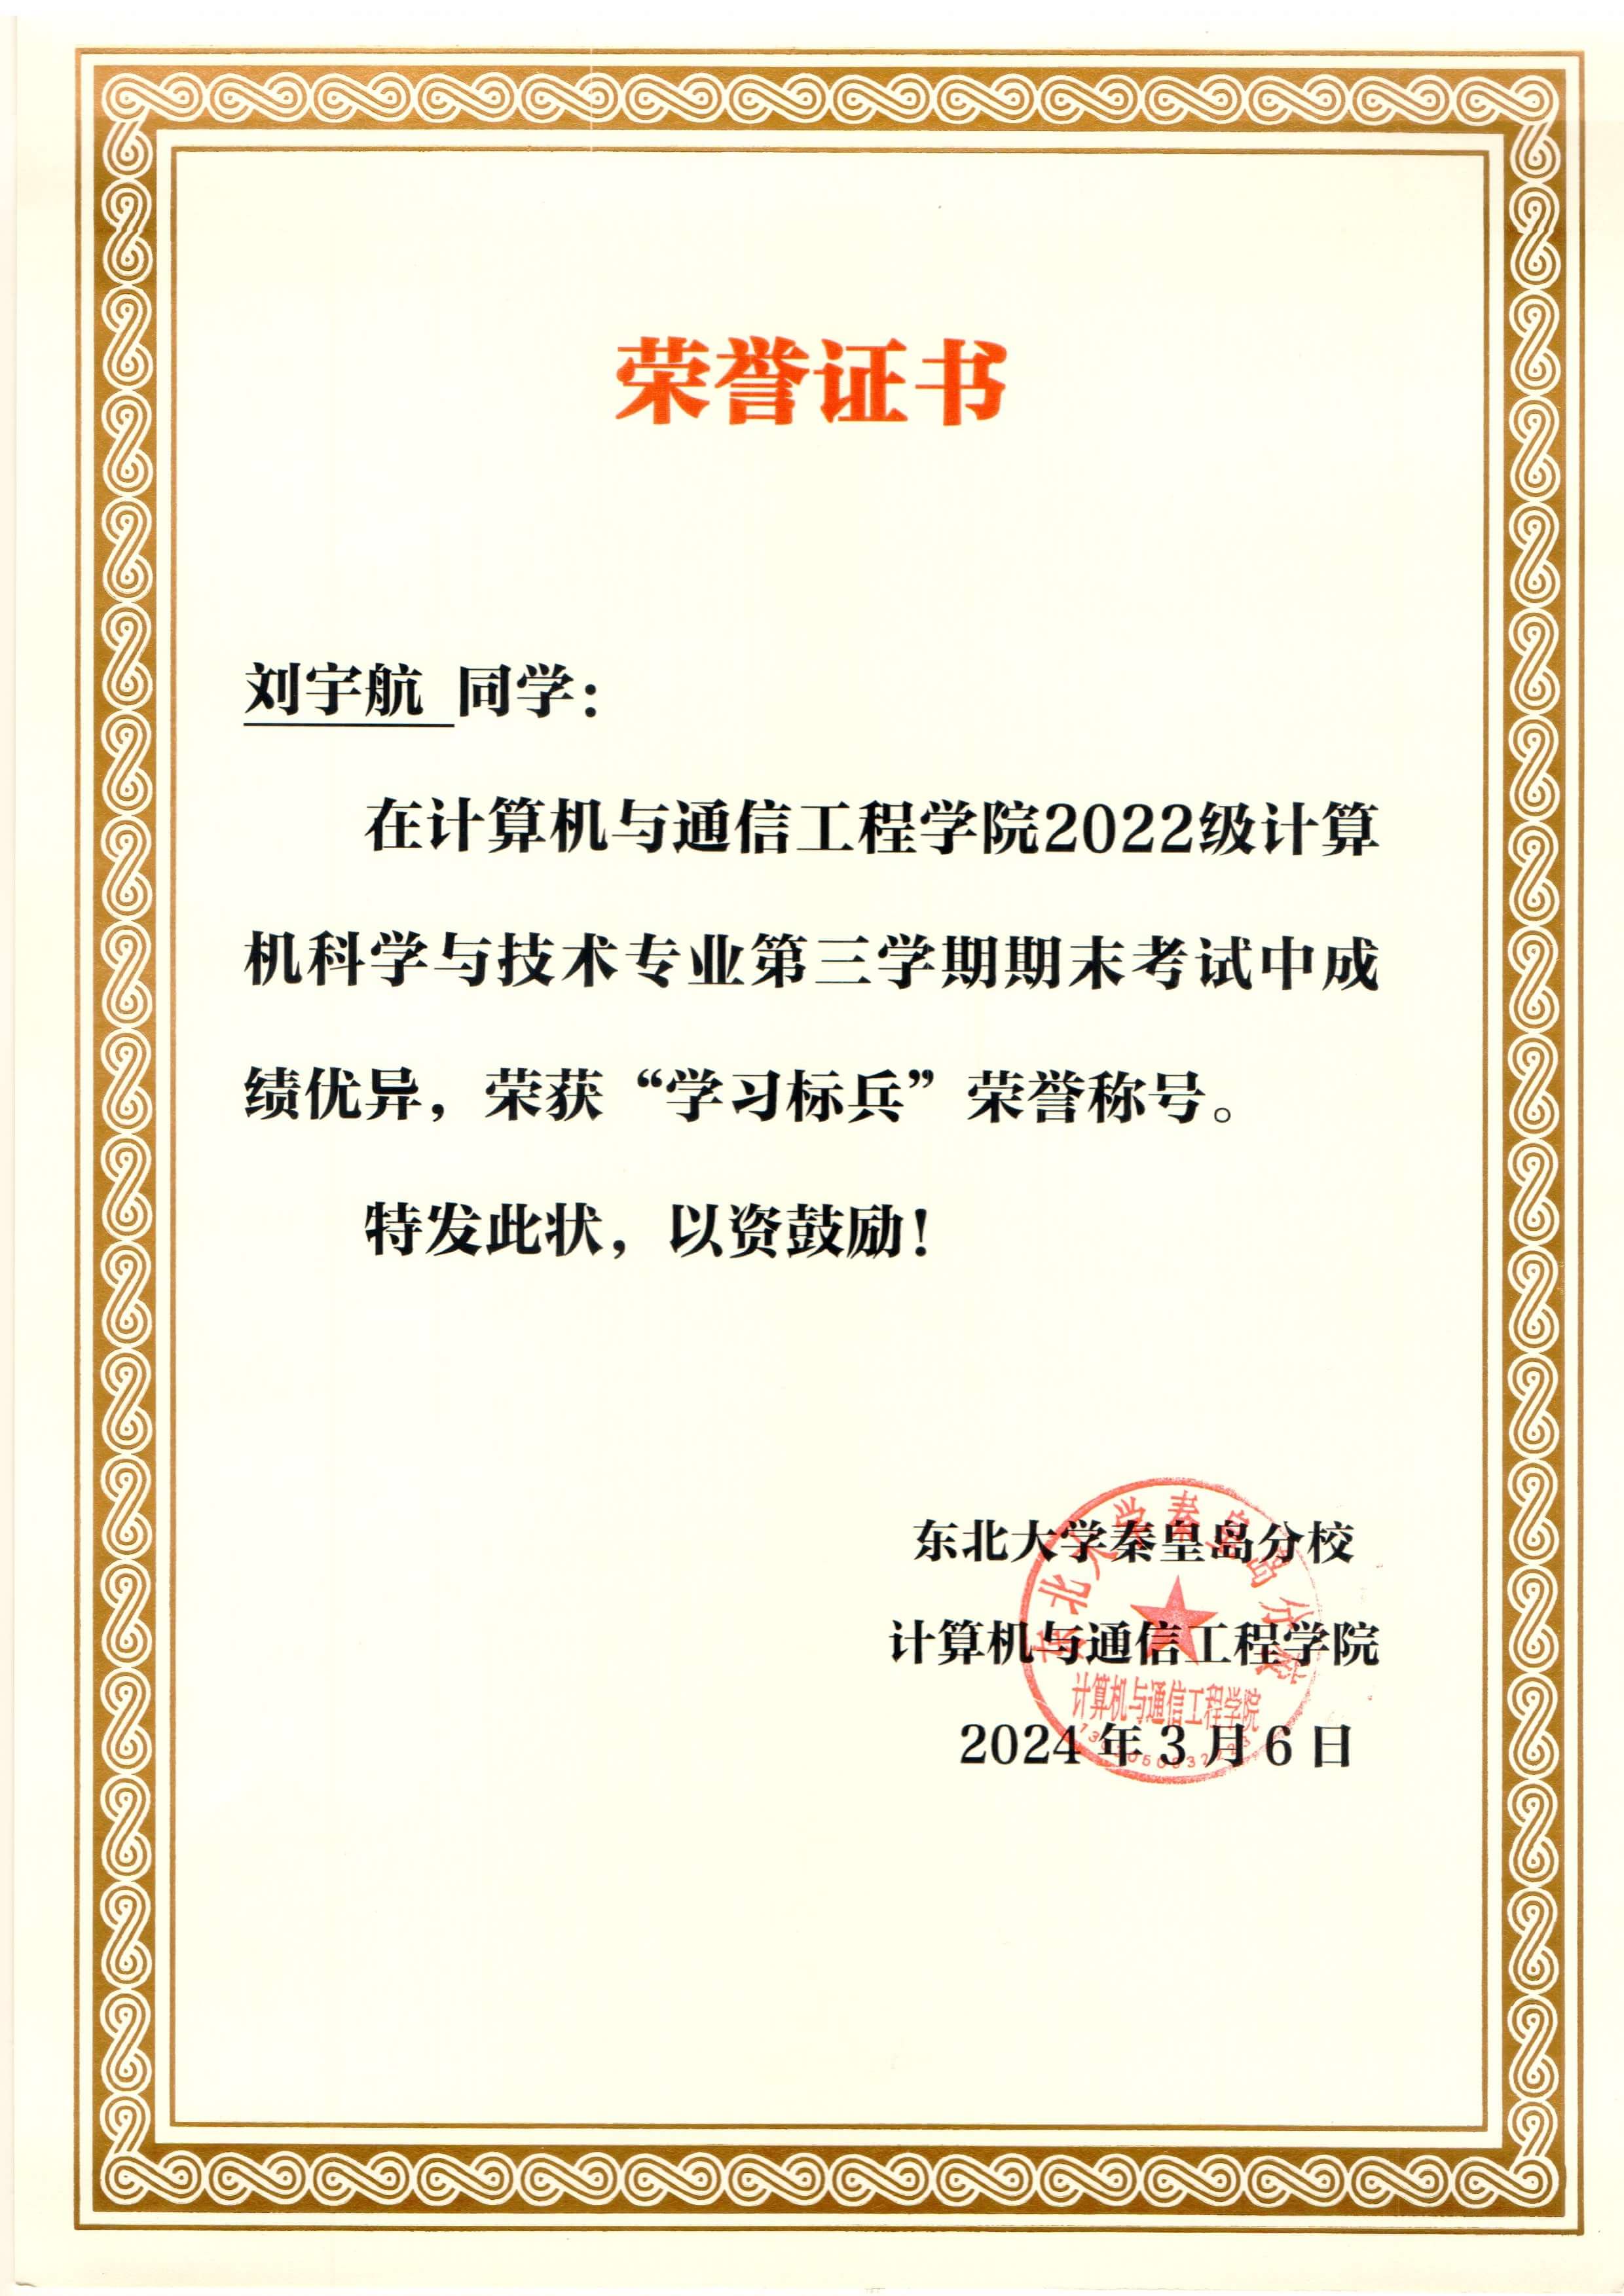 荣誉证书
刘宇航 同学：
在计算机与通信工程学院2022级计算
机科学与技术专业第三学期期末考试中成
绩优异，荣获“学习标兵”荣誉称号。
特发此状，以资鼓励！
东北大学秦皇岛分校
计算机与通信工程学院
2024 年 3 月 6 日
东北大学秦皇岛分校
计算机与通信工程学院